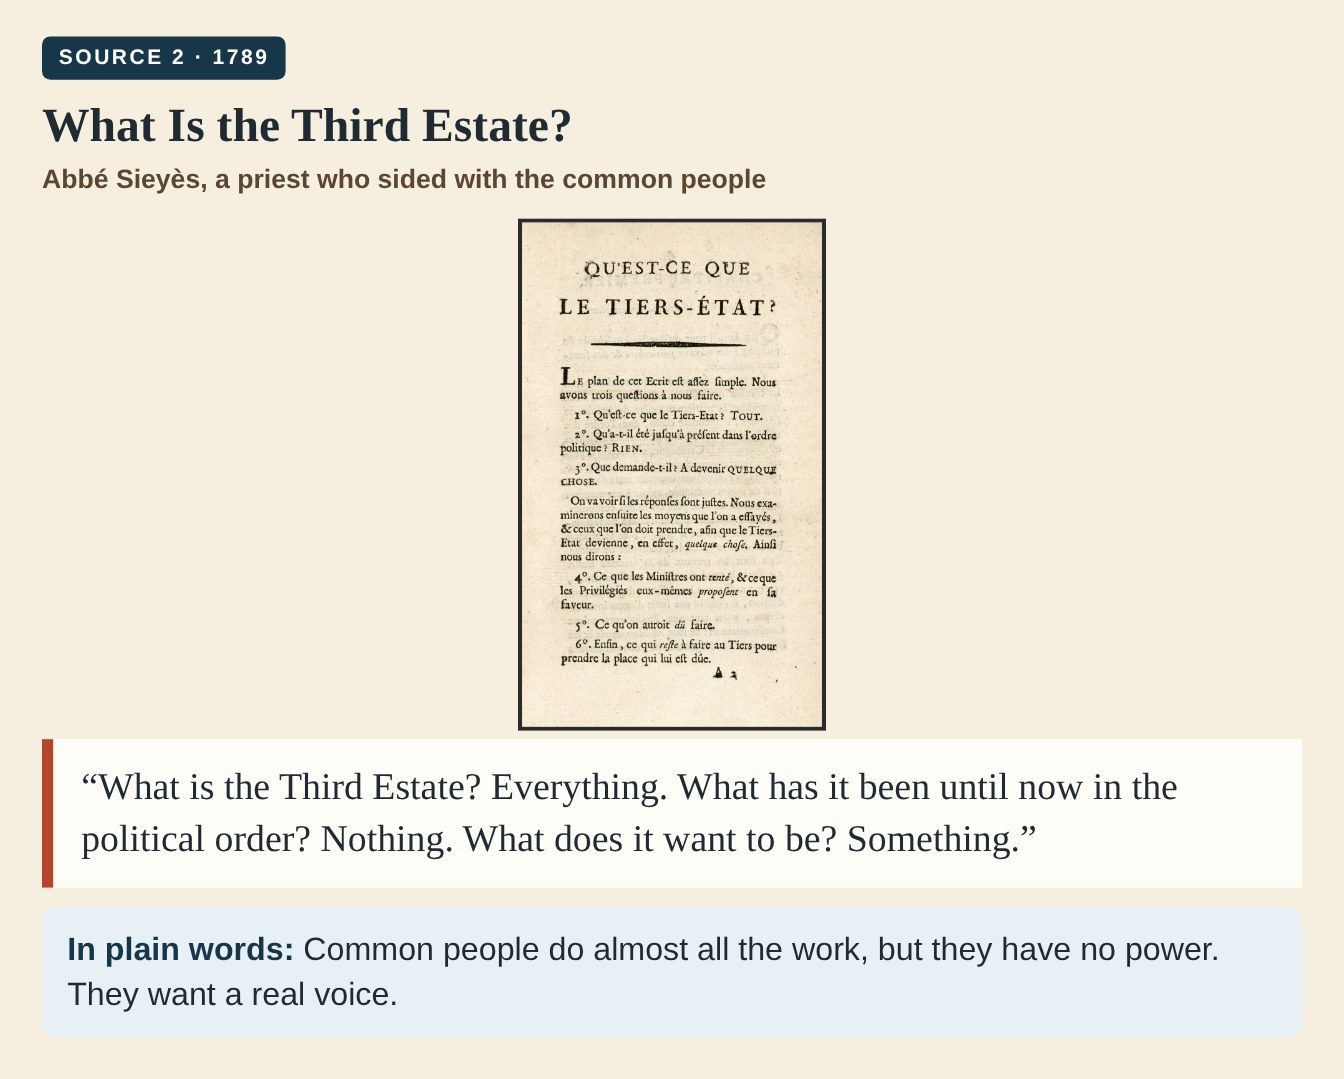 SOURCE 2 · 1789
What Is the Third Estate?
Abbé Sieyès, a priest who sided with the common people
QU'EST-CE QUE
LE TIERS-ÉTAT?
LE plan de cet Ecrit eſt aſſez ſimple. Nous
avons trois queſtions à nous faire.
1°. Qu'eſt-ce que le Tiers-Etat? TOUT.
2°. Qu'a-t-il été juſqu'à préſent dans l'ordre
politique? RIEN.
3°. Que demande-t-il? A devenir QUELQUE
CHOSE.
On va voir ſi les réponſes ſont juſtes. Nous exa-
minerons enſuite les moyens que l'on a eſſayés,
& ceux que l'on doit prendre, afin que le Tiers-
Etat devienne, en effet, quelque choſe. Ainſi
nous dirons :
4°. Ce que les Miniſtres ont tenté, & ce que
les Privilégiés eux-mêmes propoſent en ſa
faveur.
5°. Ce qu'on auroit dû faire.
6°. Enfin, ce qui reſte à faire au Tiers pour
prendre la place qui lui eſt dûe.
A 2
“What is the Third Estate? Everything. What has it been until now in the
political order? Nothing. What does it want to be? Something.”
In plain words: Common people do almost all the work, but they have no power.
They want a real voice.